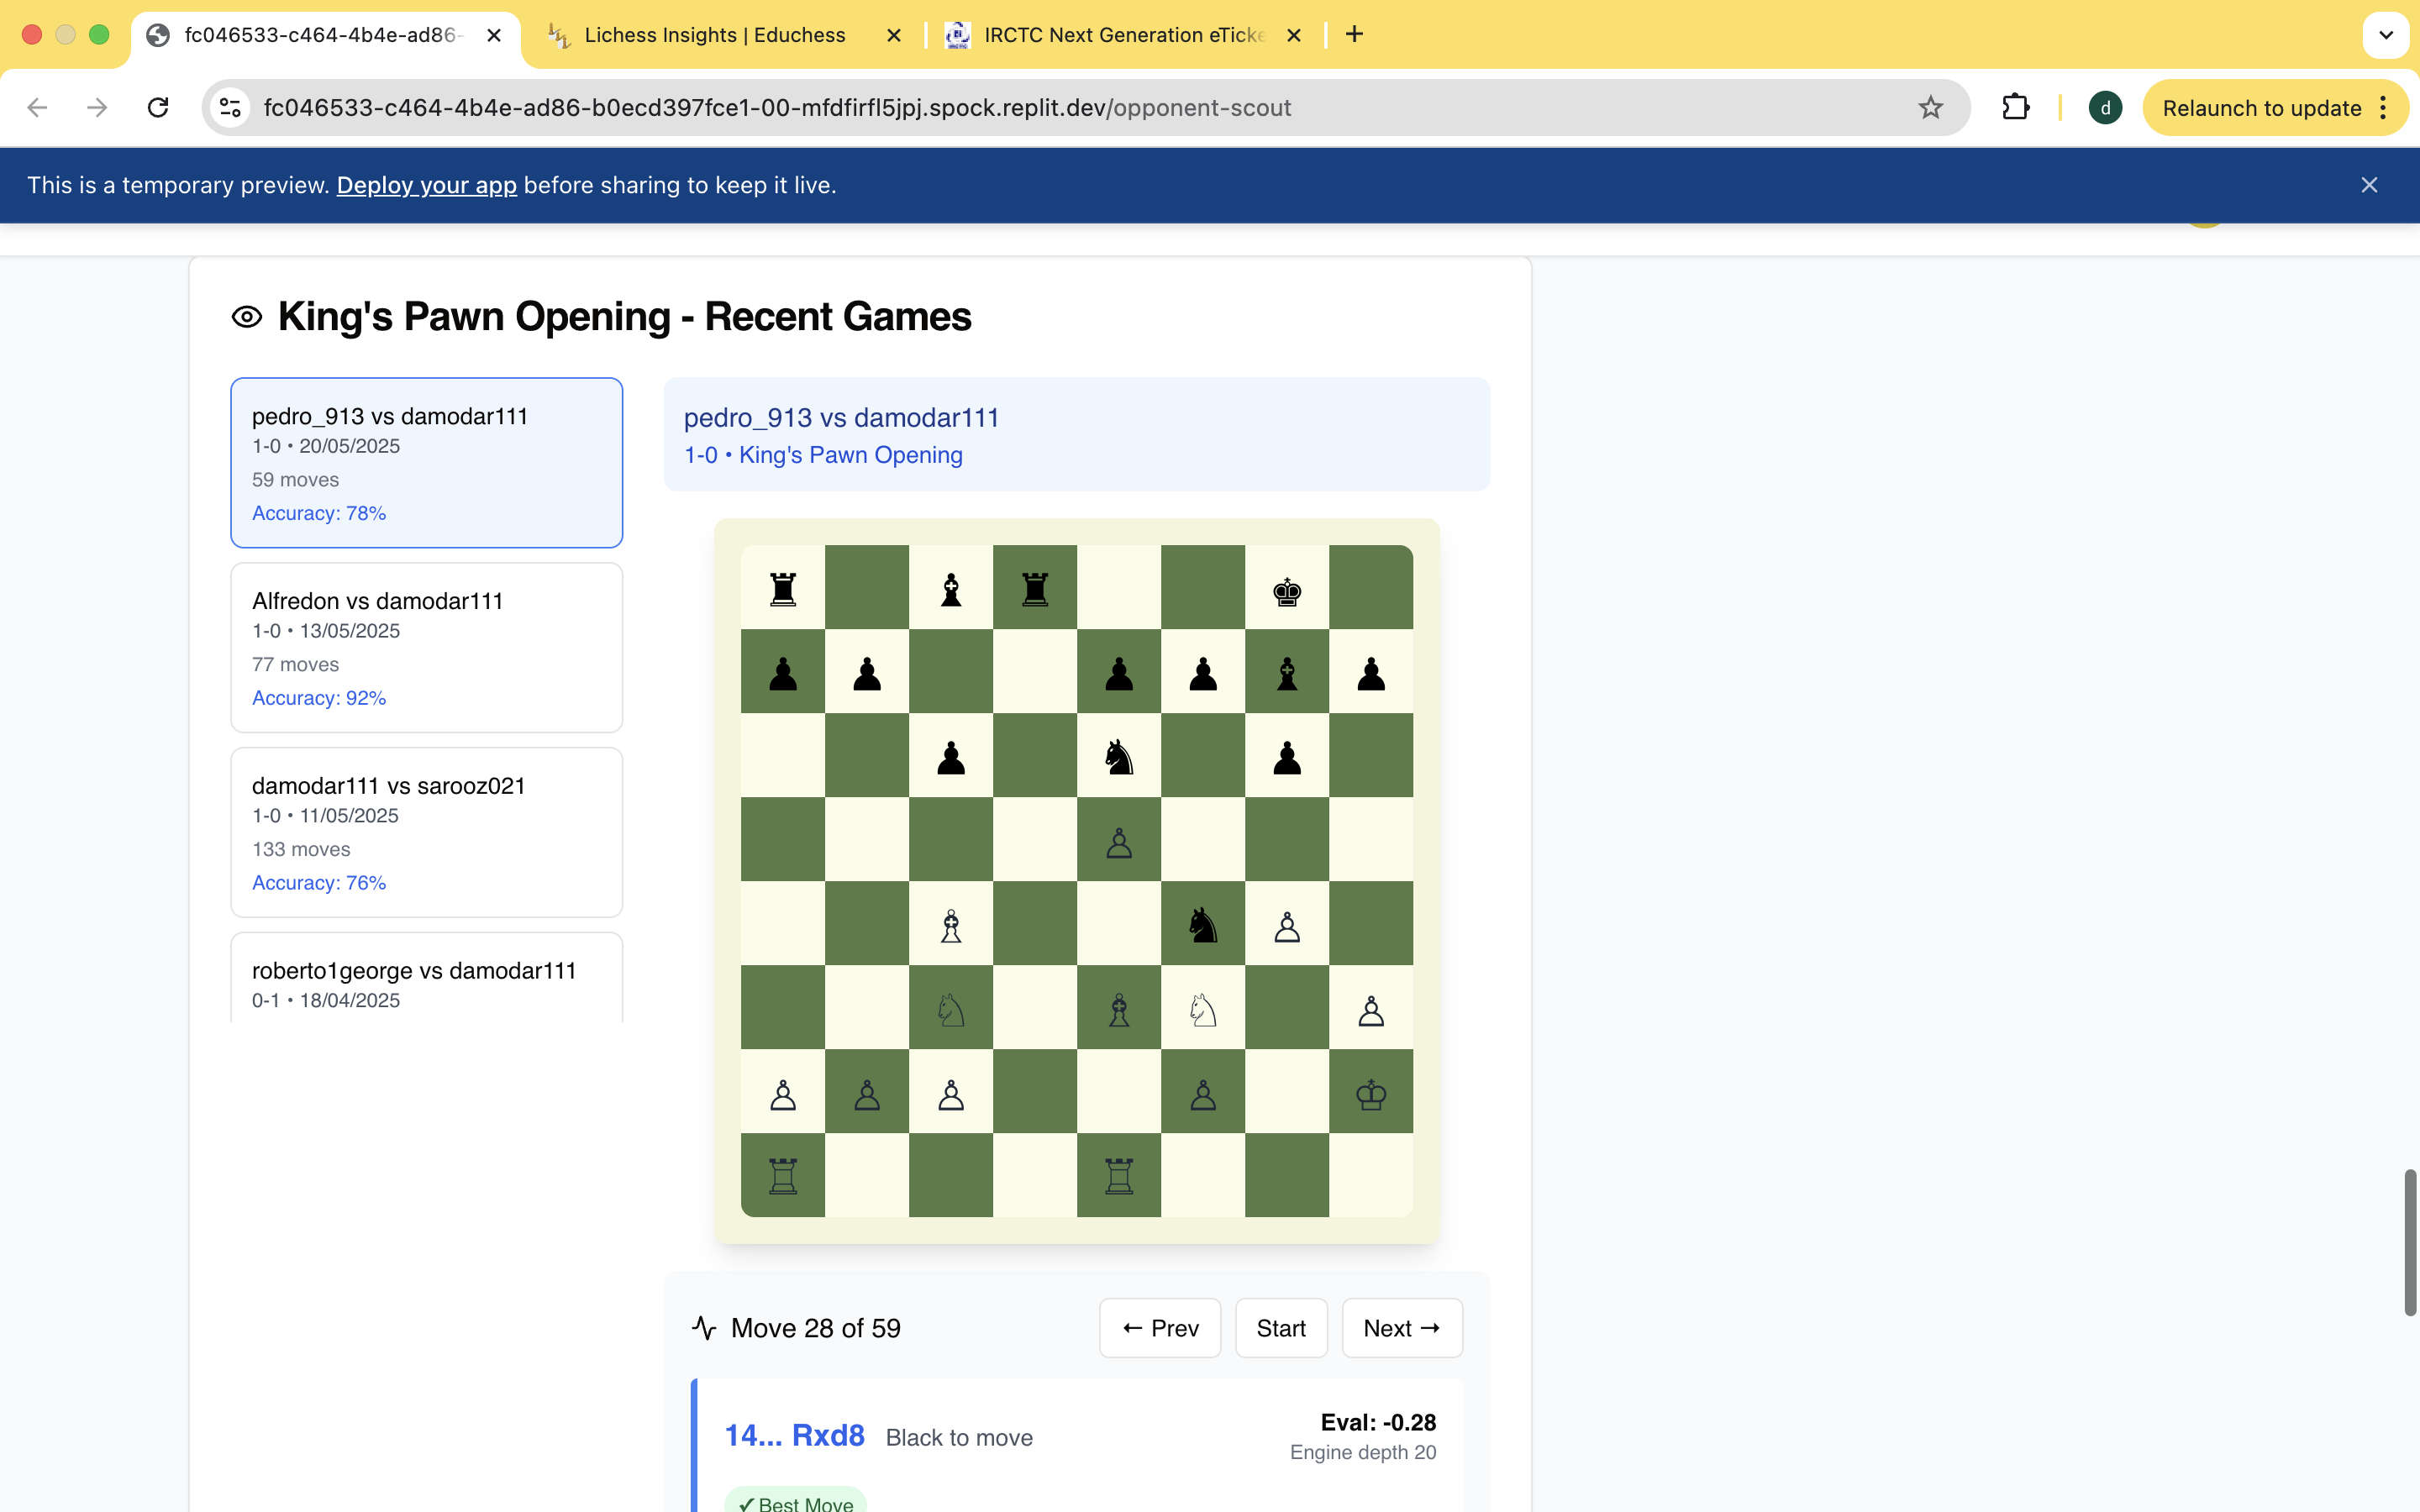 fc046533-c464-4b4e-ad86-
Lichess Insights | Educhess
IRCTC Next Generation eTicke
fc046533-c464-4b4e-ad86-b0ecd397fce1-00-mfdfirfl5jpj.spock.replit.dev/opponent-scout
d
Relaunch to update
This is a temporary preview. Deploy your app before sharing to keep it live.
King's Pawn Opening - Recent Games
pedro_913 vs damodar111
1-0 • 20/05/2025
59 moves
Accuracy: 78%
Alfredon vs damodar111
1-0 • 13/05/2025
77 moves
Accuracy: 92%
damodar111 vs sarooz021
1-0 • 11/05/2025
133 moves
Accuracy: 76%
roberto1george vs damodar111
0-1 • 18/04/2025
pedro_913 vs damodar111
1-0 • King's Pawn Opening
Move 28 of 59
← Prev
Start
Next →
14... Rxd8 Black to move
Eval: -0.28
Engine depth 20
✓ Best Move